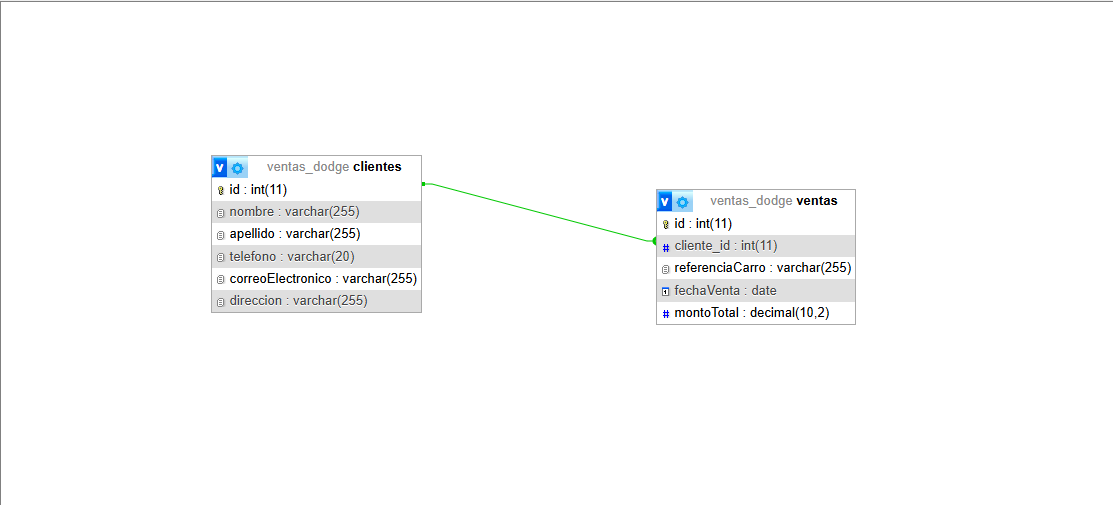 v ventas_dodge clientes
id : int(11)
nombre : varchar(255)
apellido : varchar(255)
telefono : varchar(20)
correoElectronico : varchar(255)
direccion : varchar(255)
v ventas_dodge ventas
id : int(11)
# cliente_id : int(11)
referenciaCarro : varchar(255)
fechaVenta : date
# montoTotal : decimal(10,2)